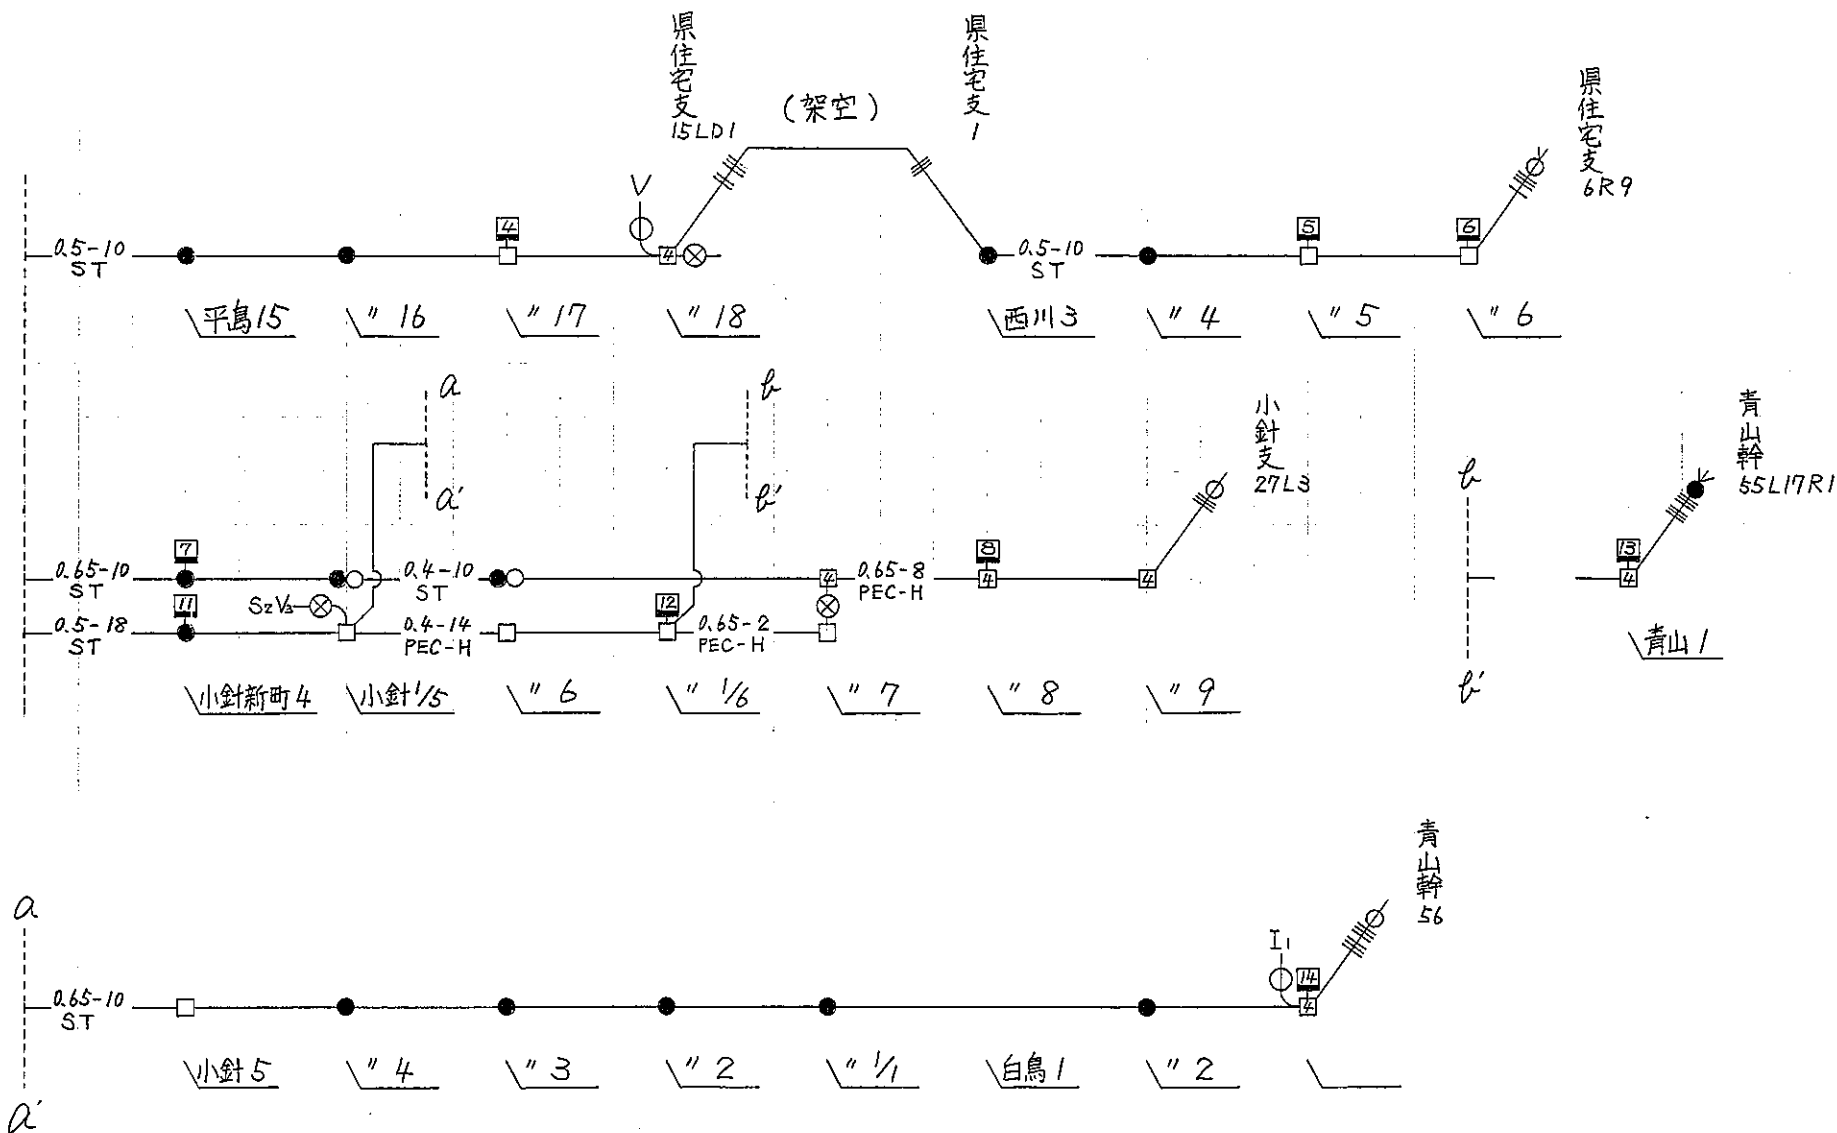 県住宅支
15LD1
(架空)
県住宅支
1
県住宅支
6R9
V
4
5
6
0.5-10
ST
4
0.5-10
ST
平島15
〃 16
〃 17
〃 18
西川3
〃 4
〃 5
〃 6
a
a'
b
b'
小針支
27L3
b
b'
青山幹
55L17R1
7
8
13
0.65-10
ST
0.4-10
ST
4
0.65-8
PEC-H
4
4
4
11
SzV3
12
0.5-18
ST
0.4-14
PEC-H
0.65-2
PEC-H
青山1
小針新町4
小針1/5
〃 6
〃 1/6
〃 7
〃 8
〃 9
青山幹
56
a
a'
I1
14
0.65-10
ST
4
小針5
〃 4
〃 3
〃 2
〃 1/1
白鳥1
〃 2